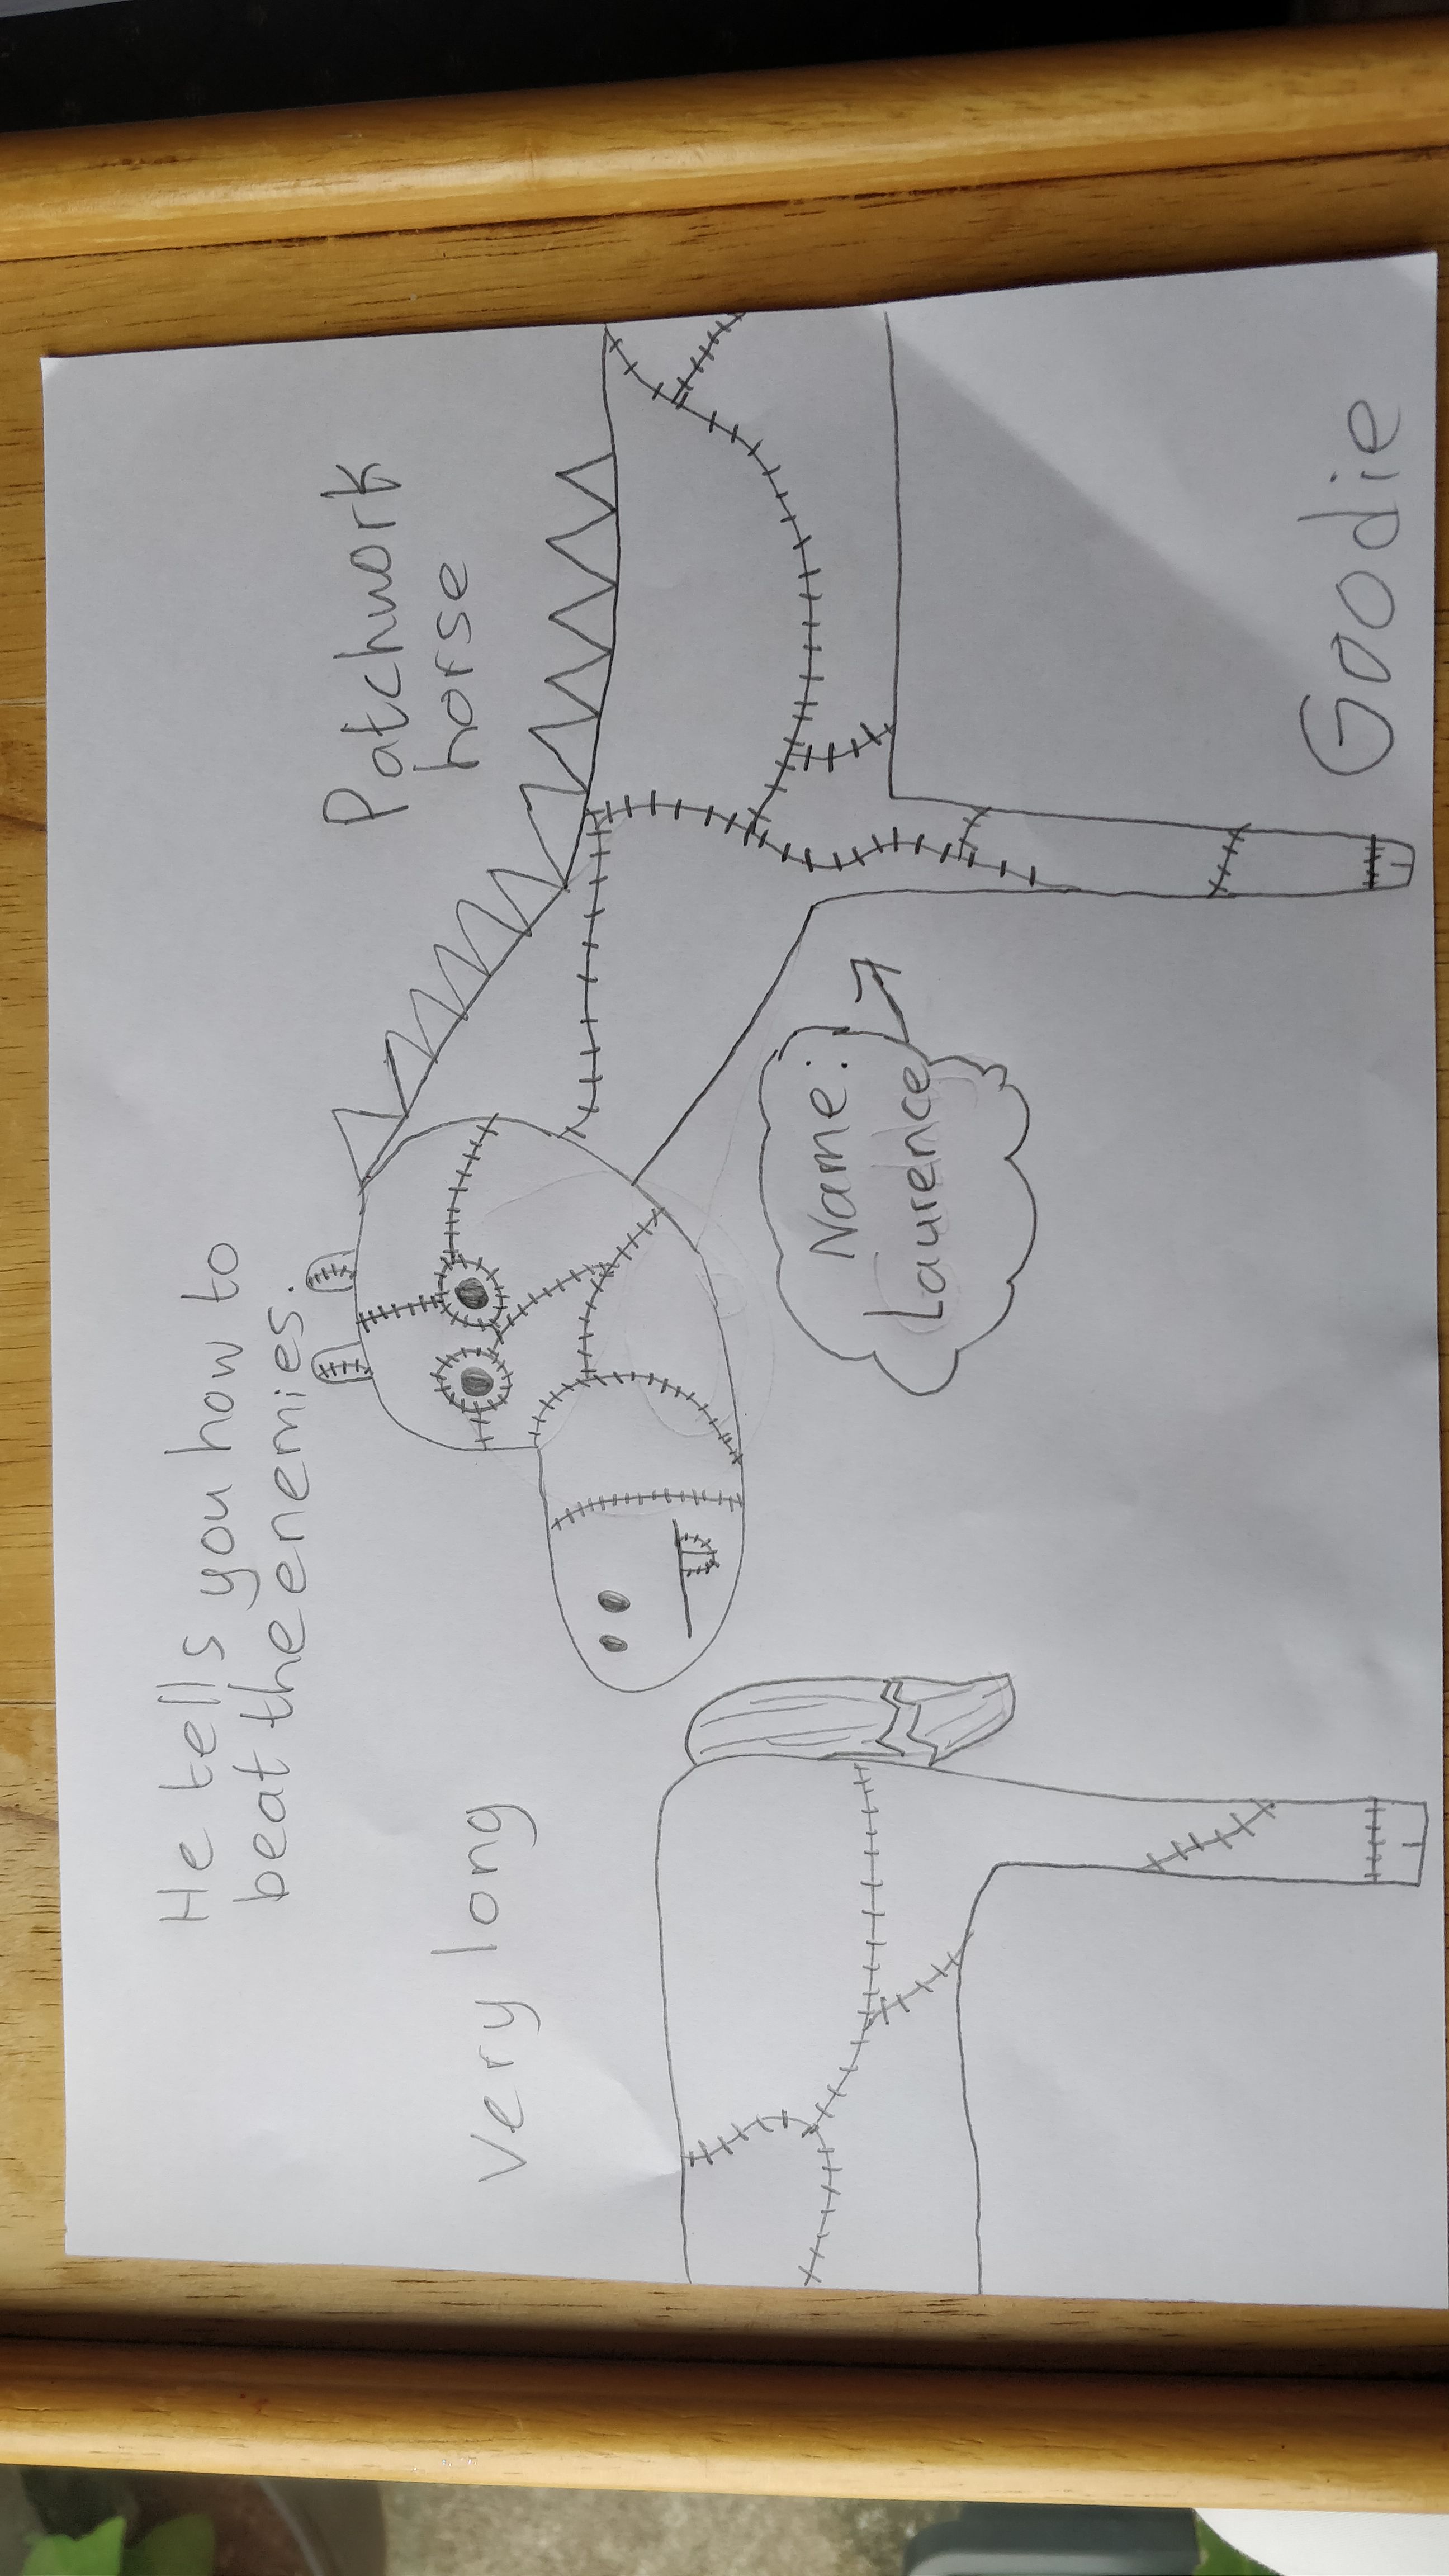 He tells you how to
beat the enemies.
Very long
Patchwork
horse
Name:
Laurence
Goodie